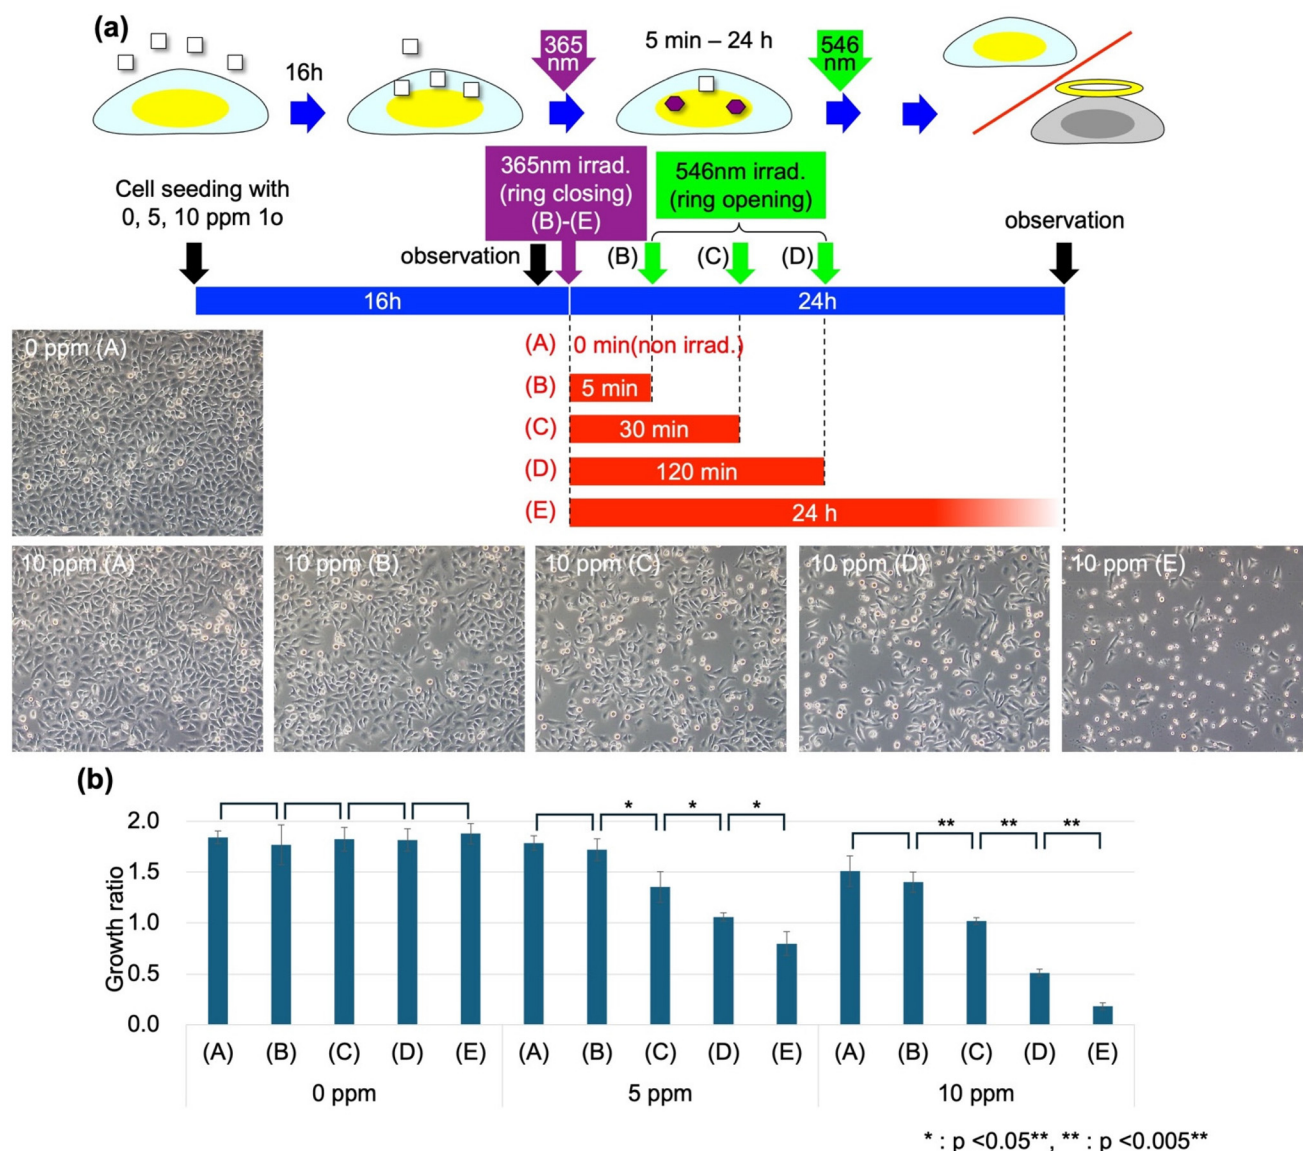 (a)
16h
365
nm
5 min – 24 h
546
nm
Cell seeding with
0, 5, 10 ppm 1o
365nm irrad.
(ring closing)
(B)-(E)
546nm irrad.
(ring opening)
observation
observation
(B)
(C)
(D)
16h
24h
0 ppm (A)
(A) 0 min(non irrad.)
(B) 5 min
(C) 30 min
(D) 120 min
(E) 24 h
10 ppm (A)
10 ppm (B)
10 ppm (C)
10 ppm (D)
10 ppm (E)
(b)
* * *
** ** **
Growth ratio
2.0
1.5
1.0
0.5
0.0
(A) (B) (C) (D) (E) (A) (B) (C) (D) (E) (A) (B) (C) (D) (E)
0 ppm 5 ppm 10 ppm
* : p <0.05**, ** : p <0.005**